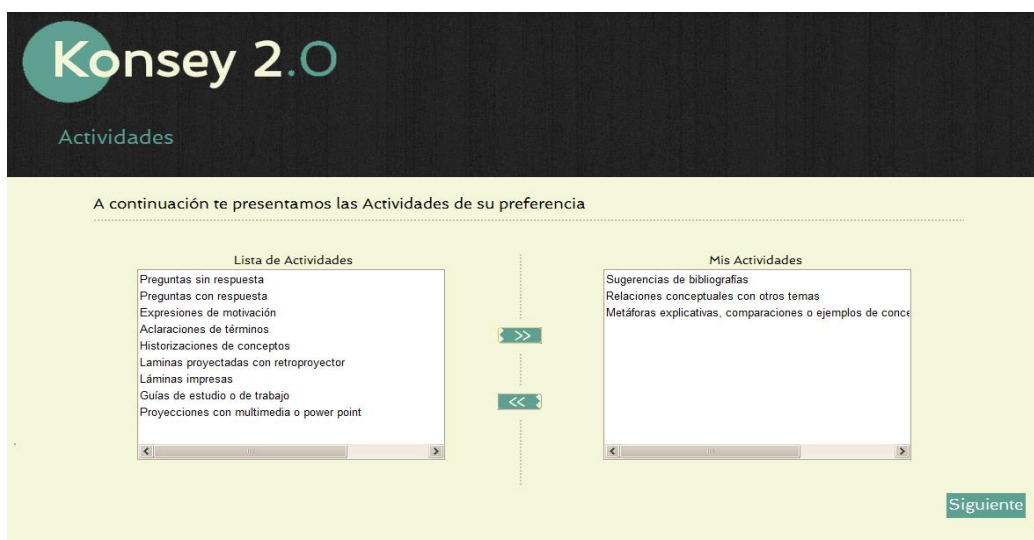 Konsey 2.0
Actividades
A continuación te presentamos las Actividades de su preferencia
Lista de Actividades
Preguntas sin respuesta
Preguntas con respuesta
Expresiones de motivación
Aclaraciones de términos
Historizaciones de conceptos
Laminas proyectadas con retroproyector
Láminas impresas
Guías de estudio o de trabajo
Proyecciones con multimedia o power point
>>
<<
Mis Actividades
Sugerencias de bibliografías
Relaciones conceptuales con otros temas
Metáforas explicativas, comparaciones o ejemplos de conce
Siguiente